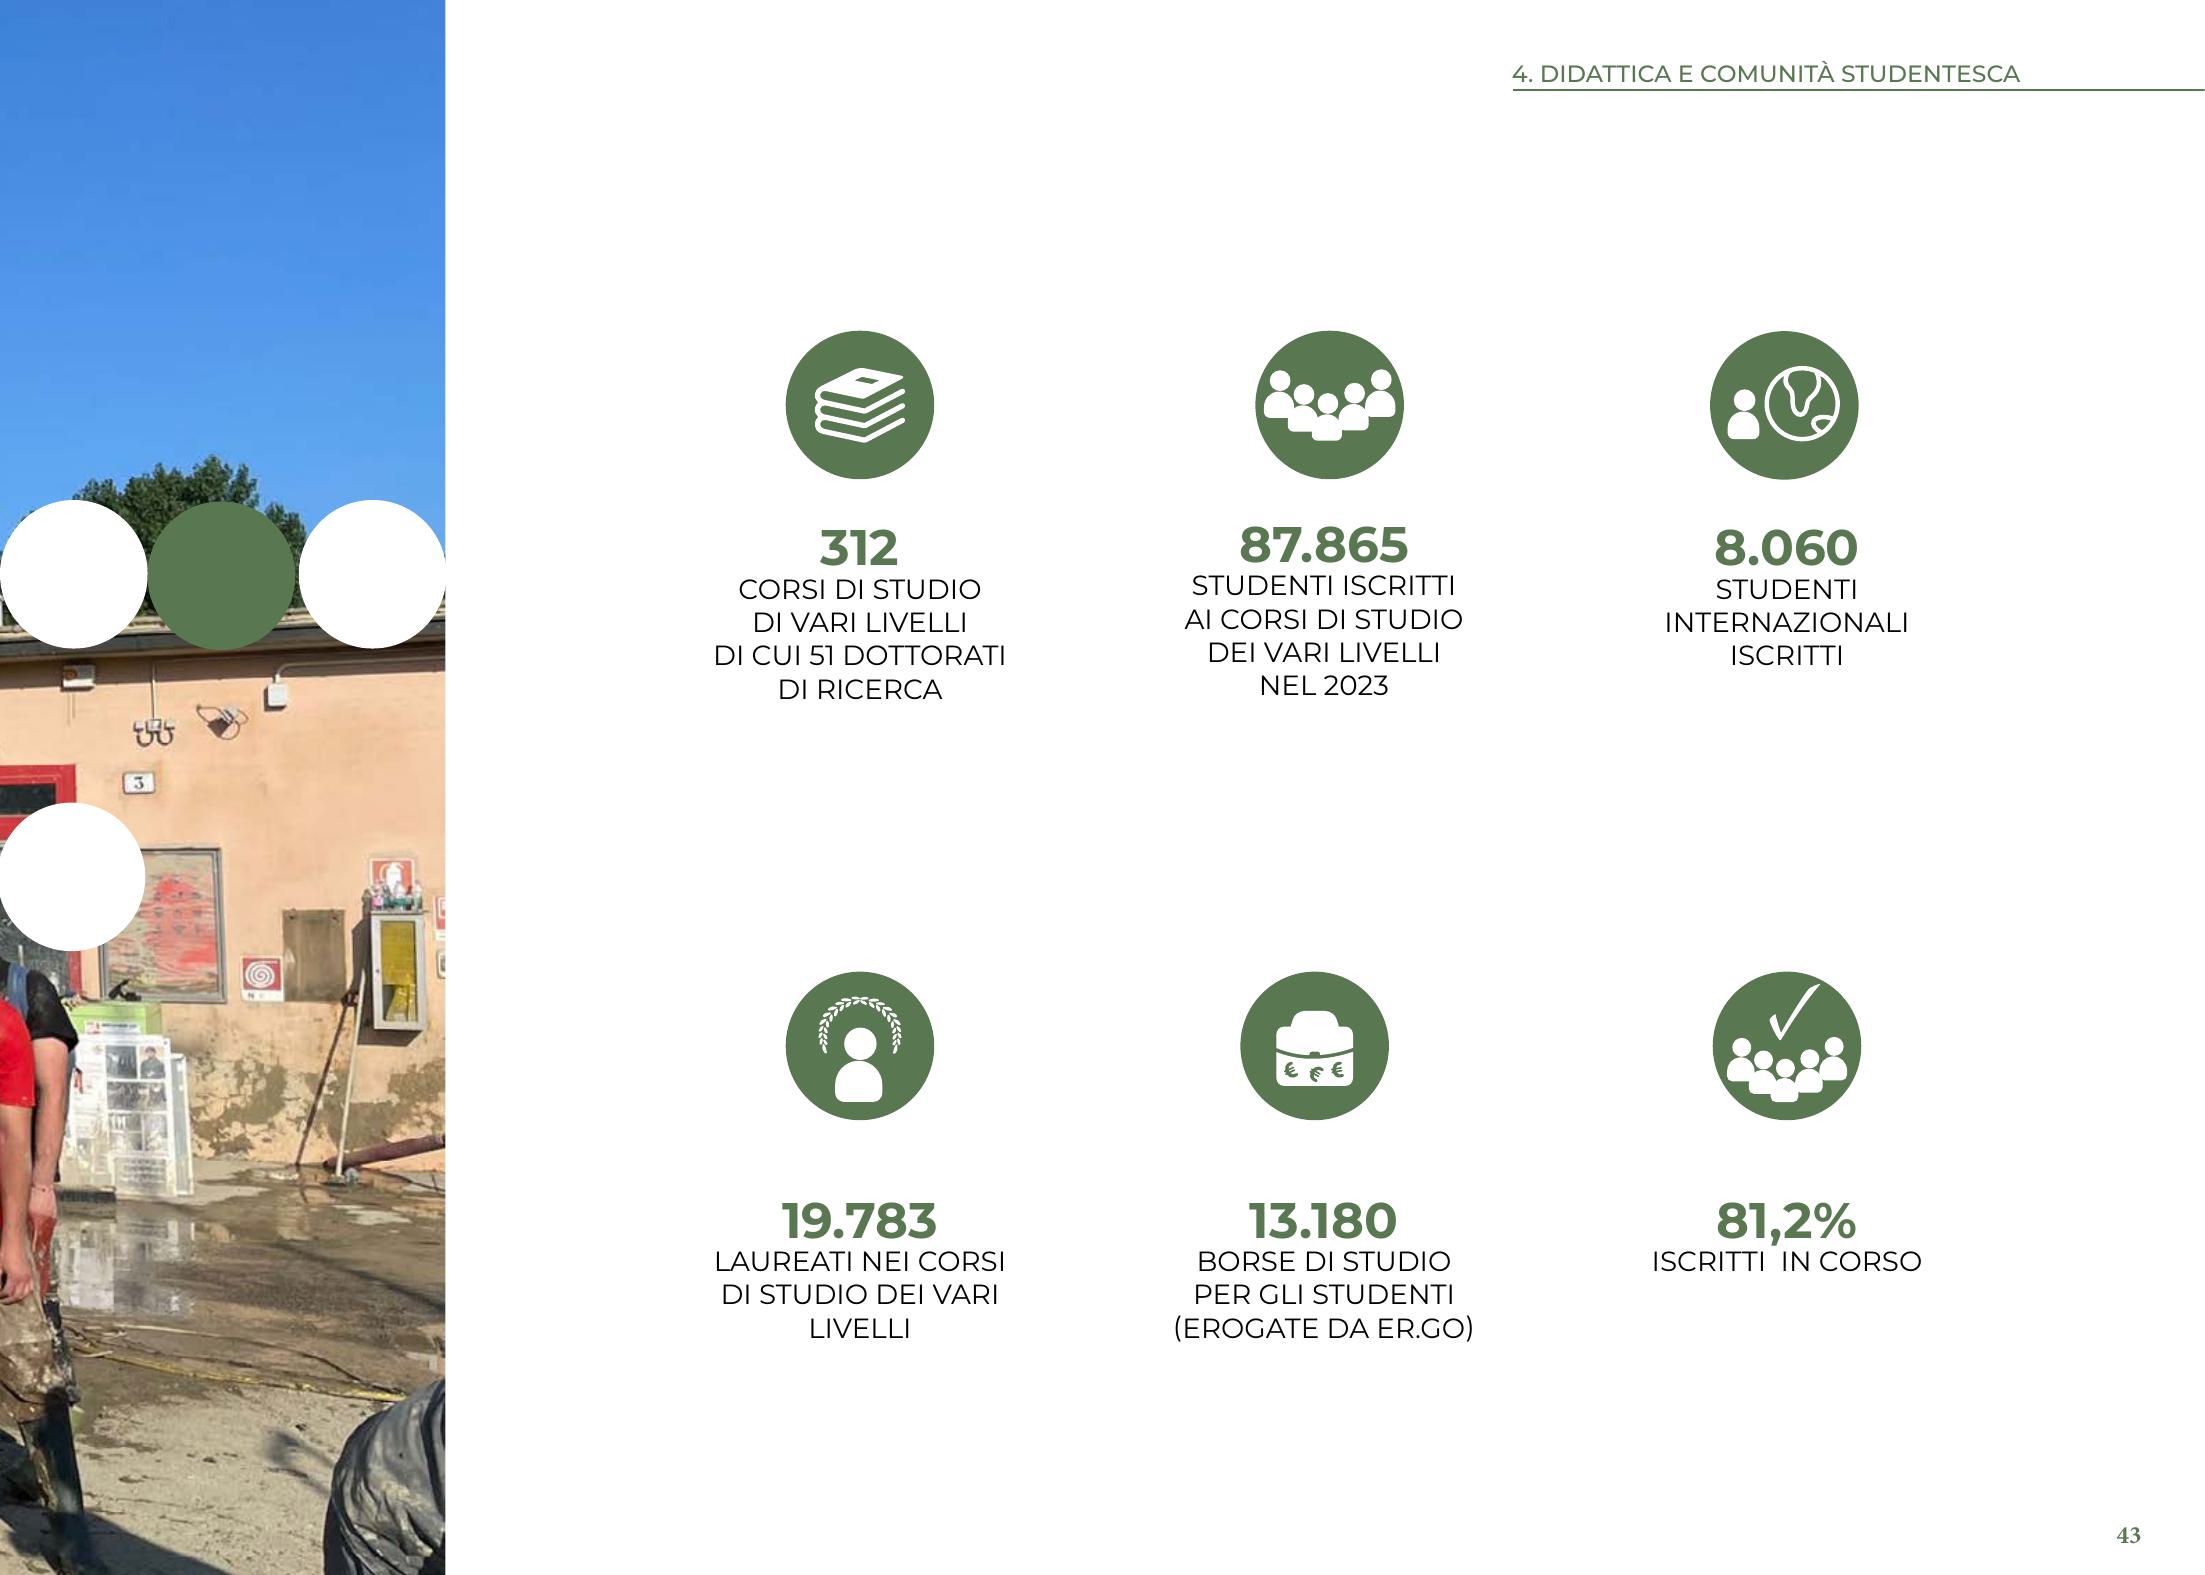 4. DIDATTICA E COMUNITÀ STUDENTESCA
312
CORSI DI STUDIO
DI VARI LIVELLI
DI CUI 51 DOTTORATI
DI RICERCA
87.865
STUDENTI ISCRITTI
AI CORSI DI STUDIO
DEI VARI LIVELLI
NEL 2023
8.060
STUDENTI
INTERNAZIONALI
ISCRITTI
3
19.783
LAUREATI NEI CORSI
DI STUDIO DEI VARI
LIVELLI
13.180
BORSE DI STUDIO
PER GLI STUDENTI
(EROGATE DA ER.GO)
81,2%
ISCRITTI  IN CORSO
43